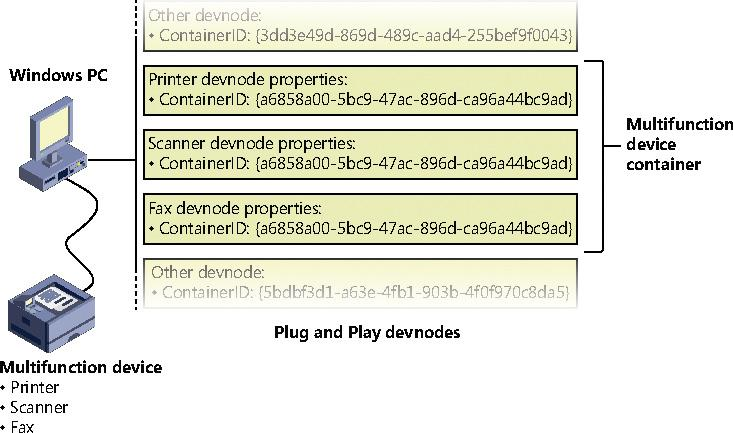 Other devnode:
• ContainerID: {3dd3e49d-869d-489c-aad4-255bef9f0043}
Windows PC
Printer devnode properties:
• ContainerID: {a6858a00-5bc9-47ac-896d-ca96a44bc9ad}
Scanner devnode properties:
• ContainerID: {a6858a00-5bc9-47ac-896d-ca96a44bc9ad}
Multifunction
device
container
Fax devnode properties:
• ContainerID: {a6858a00-5bc9-47ac-896d-ca96a44bc9ad}
Other devnode:
• ContainerID: {5bdbf3d1-a63e-4fb1-903b-4f0f970c8da5}
Plug and Play devnodes
Multifunction device
• Printer
• Scanner
• Fax